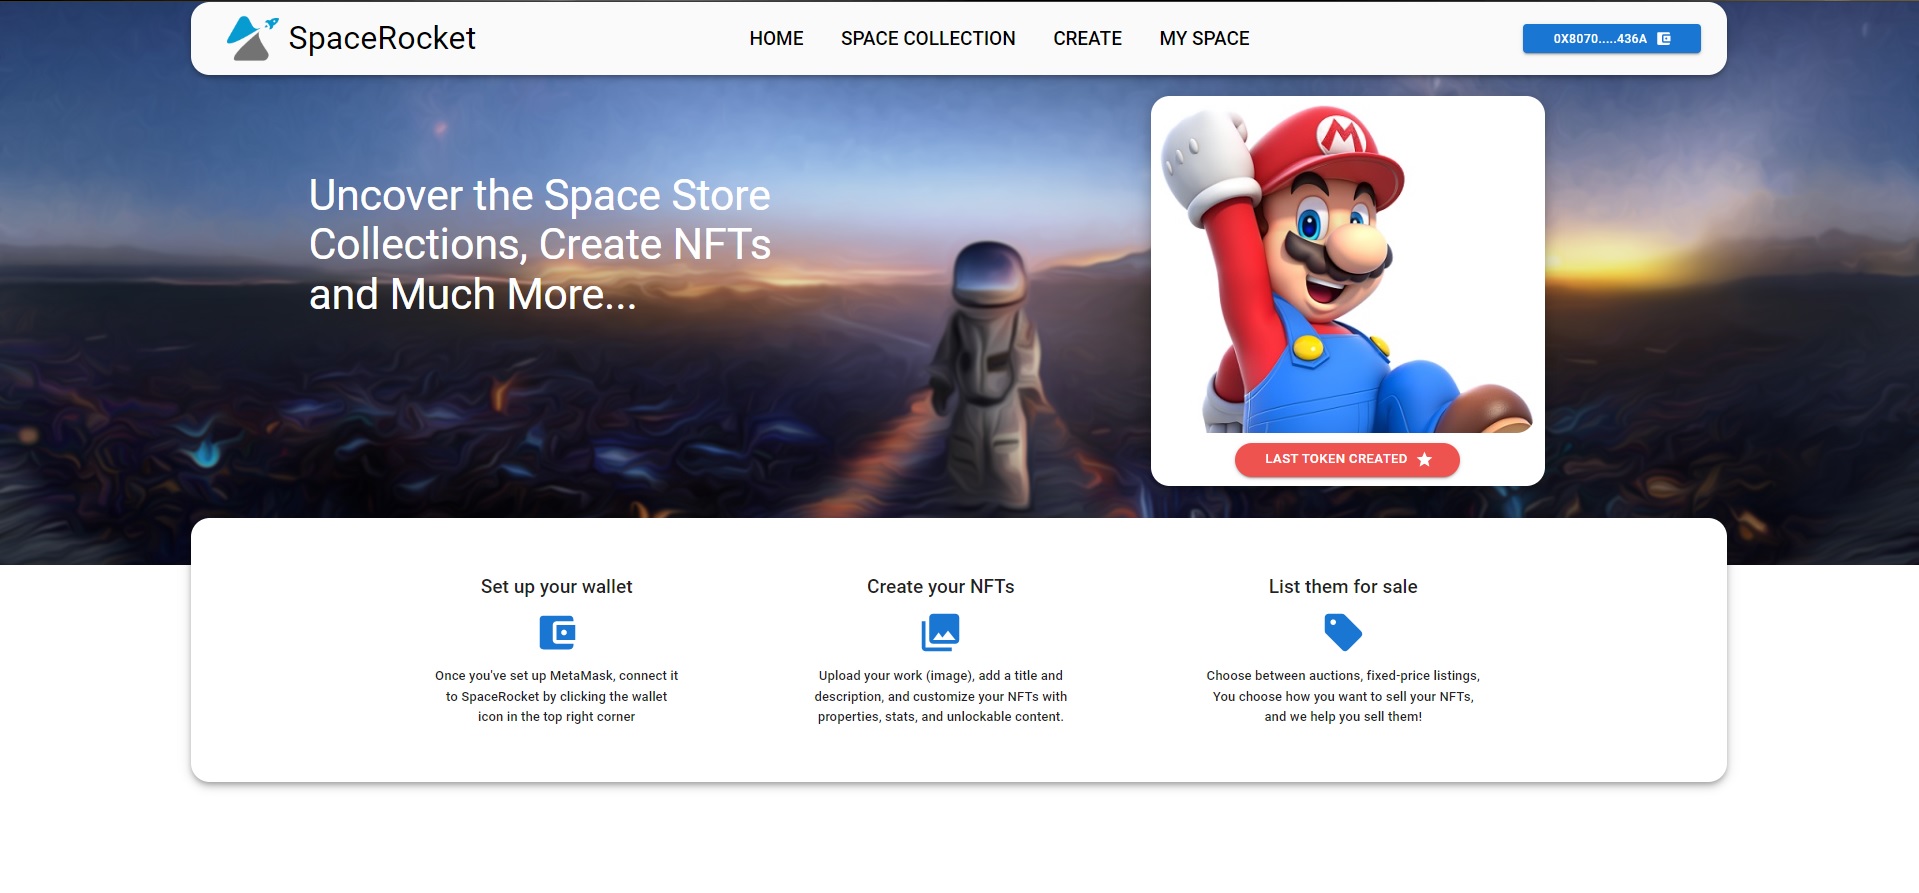 SpaceRocket
HOME
SPACE COLLECTION
CREATE
MY SPACE
0X8070.....436A
Uncover the Space Store
Collections, Create NFTs
and Much More...
M
LAST TOKEN CREATED
Set up your wallet
Once you've set up MetaMask, connect it
to SpaceRocket by clicking the wallet
icon in the top right corner
Create your NFTs
Upload your work (image), add a title and
description, and customize your NFTs with
properties, stats, and unlockable content.
List them for sale
Choose between auctions, fixed-price listings,
You choose how you want to sell your NFTs,
and we help you sell them!